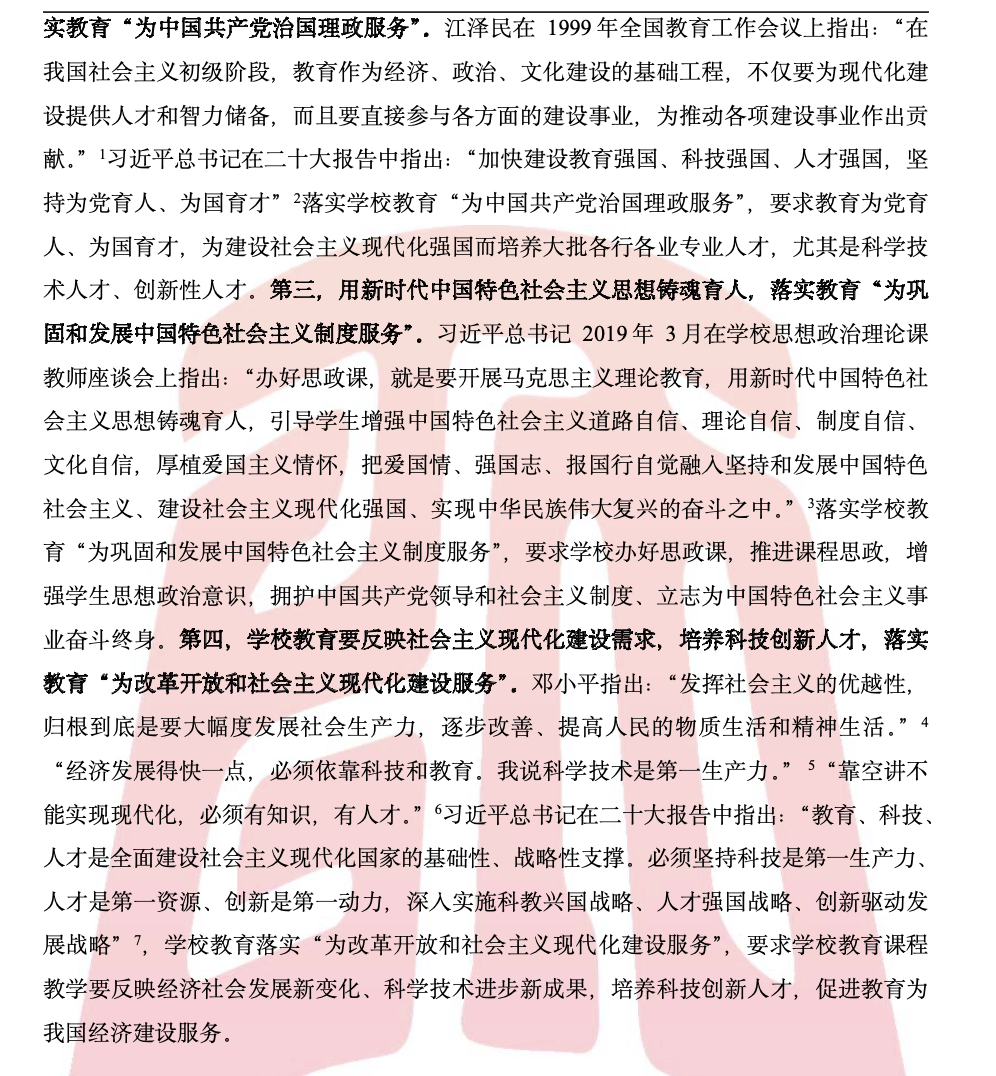 实教育“为中国共产党治国理政服务”。江泽民在 1999 年全国教育工作会议上指出：“在
我国社会主义初级阶段，教育作为经济、政治、文化建设的基础工程，不仅要为现代化建
设提供人才和智力储备，而且要直接参与各方面的建设事业，为推动各项建设事业作出贡
献。”1习近平总书记在二十大报告中指出：“加快建设教育强国、科技强国、人才强国，坚
持为党育人、为国育才”2落实学校教育“为中国共产党治国理政服务”，要求教育为党育
人、为国育才，为建设社会主义现代化强国而培养大批各行各业专业人才，尤其是科学技
术人才、创新性人才。第三，用新时代中国特色社会主义思想铸魂育人，落实教育“为巩
固和发展中国特色社会主义制度服务”。习近平总书记 2019 年 3 月在学校思想政治理论课
教师座谈会上指出：“办好思政课，就是要开展马克思主义理论教育，用新时代中国特色社
会主义思想铸魂育人，引导学生增强中国特色社会主义道路自信、理论自信、制度自信、
文化自信，厚植爱国主义情怀，把爱国情、强国志、报国行自觉融入坚持和发展中国特色
社会主义、建设社会主义现代化强国、实现中华民族伟大复兴的奋斗之中。”3落实学校教
育“为巩固和发展中国特色社会主义制度服务”，要求学校办好思政课，推进课程思政，增
强学生思想政治意识，拥护中国共产党领导和社会主义制度、立志为中国特色社会主义事
业奋斗终身。第四，学校教育要反映社会主义现代化建设需求，培养科技创新人才，落实
教育“为改革开放和社会主义现代化建设服务”。邓小平指出：“发挥社会主义的优越性，
归根到底是要大幅度发展社会生产力，逐步改善、提高人民的物质生活和精神生活。”4
“经济发展得快一点，必须依靠科技和教育。我说科学技术是第一生产力。”5“靠空讲不
能实现现代化，必须有知识，有人才。”6习近平总书记在二十大报告中指出：“教育、科技、
人才是全面建设社会主义现代化国家的基础性、战略性支撑。必须坚持科技是第一生产力、
人才是第一资源、创新是第一动力，深入实施科教兴国战略、人才强国战略、创新驱动发
展战略”7，学校教育落实“为改革开放和社会主义现代化建设服务”，要求学校教育课程
教学要反映经济社会发展新变化、科学技术进步新成果，培养科技创新人才，促进教育为
我国经济建设服务。